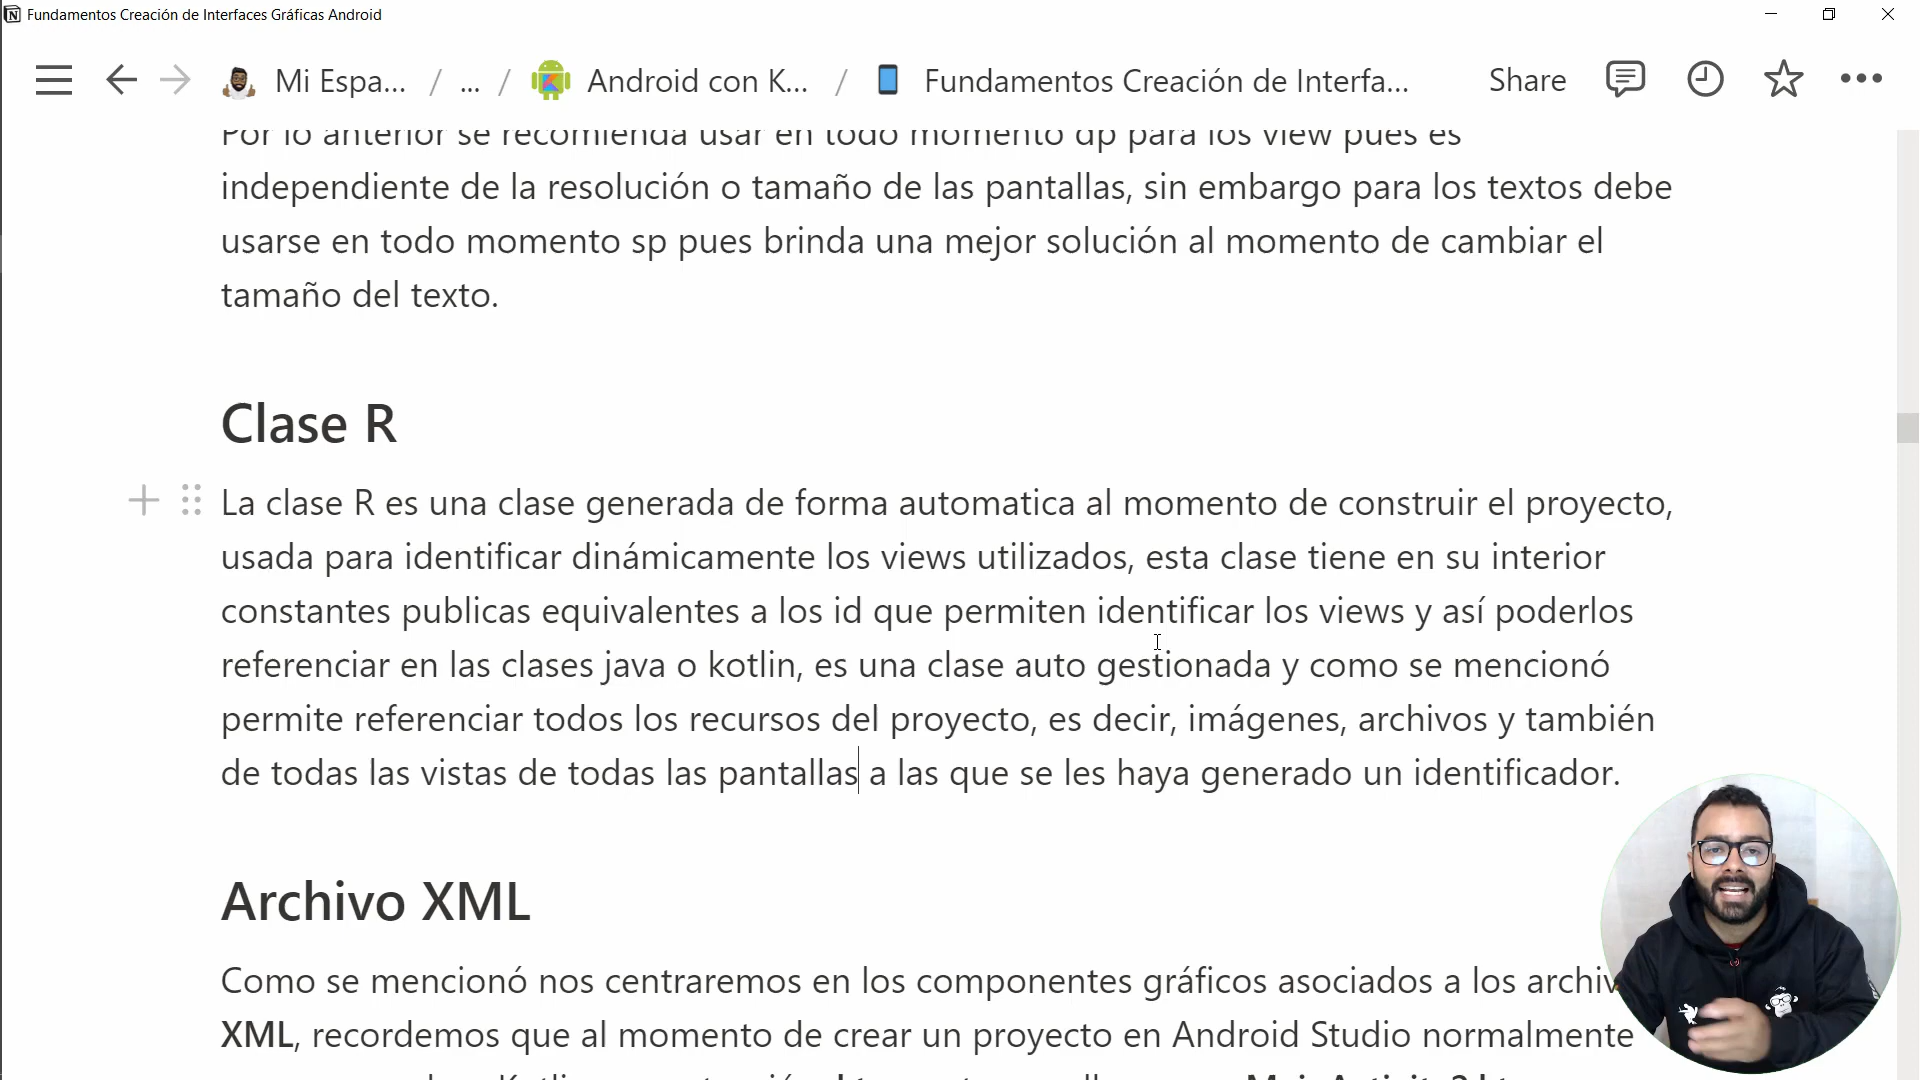 Fundamentos Creación de Interfaces Gráficas Android
Mi Espa... / ... / Android con K... / Fundamentos Creación de Interfa... Share
Por lo anterior se recomienda usar en todo momento dp para los view pues es
independiente de la resolución o tamaño de las pantallas, sin embargo para los textos debe
usarse en todo momento sp pues brinda una mejor solución al momento de cambiar el
tamaño del texto.
Clase R
La clase R es una clase generada de forma automatica al momento de construir el proyecto,
usada para identificar dinámicamente los views utilizados, esta clase tiene en su interior
constantes publicas equivalentes a los id que permiten identificar los views y así poderlos
referenciar en las clases java o kotlin, es una clase auto gestionada y como se mencionó
permite referenciar todos los recursos del proyecto, es decir, imágenes, archivos y también
de todas las vistas de todas las pantallas a las que se les haya generado un identificador.
Archivo XML
Como se mencionó nos centraremos en los componentes gráficos asociados a los archiv
XML, recordemos que al momento de crear un proyecto en Android Studio normalmente